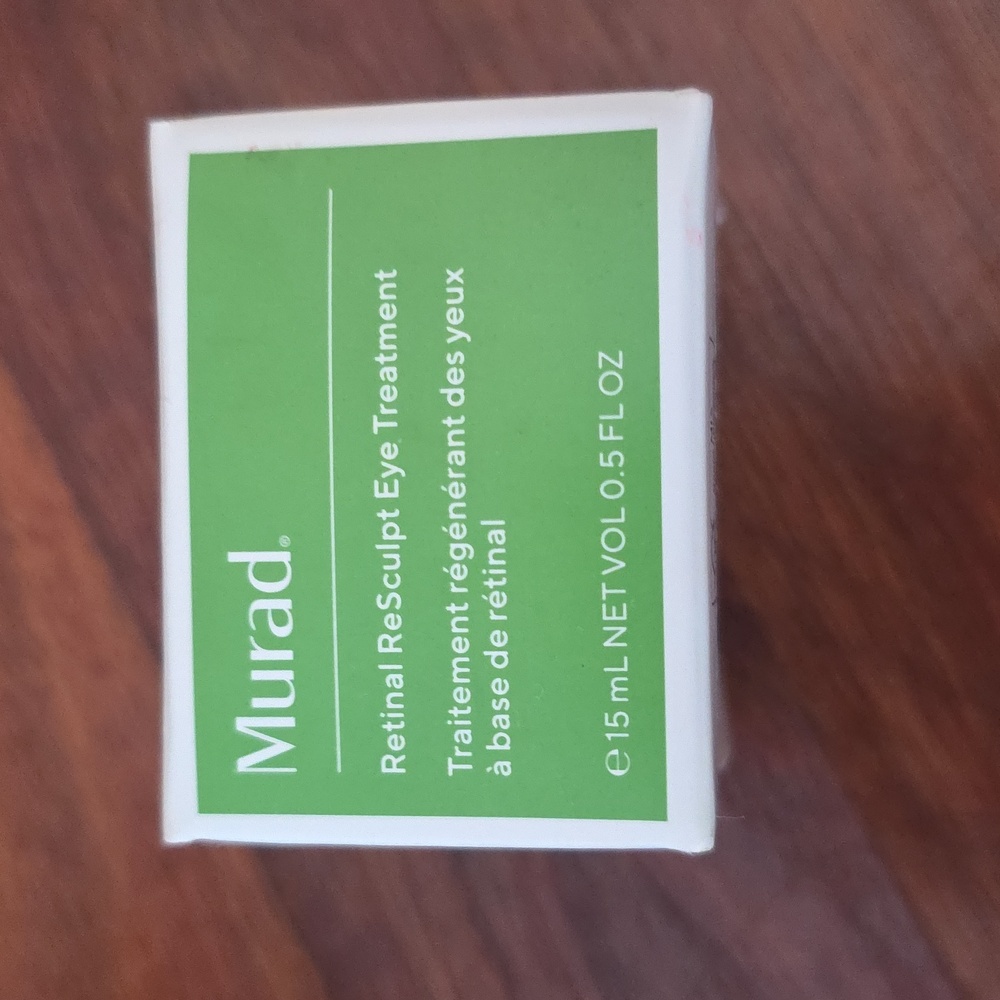 Murad®
Retinal ReSculpt Eye Treatment
Traitement régénérant des yeux
à base de rétinal
℮ 15 mL NET VOL 0.5 FL OZ